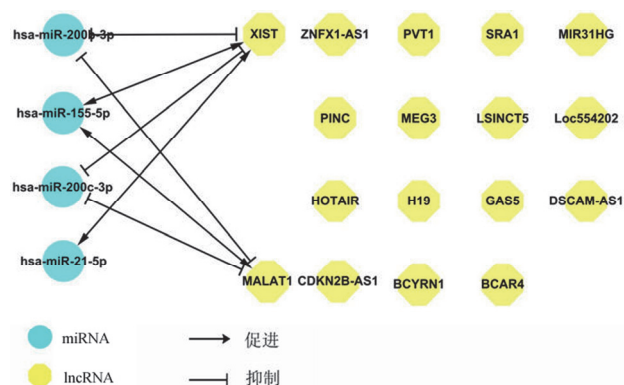 hsa-miR-200b-3p XIST ZNFX1-AS1 PVT1 SRA1 MIR31HG
hsa-miR-155-5p PINC MEG3 LSINCT5 Loc554202
hsa-miR-200c-3p HOTAIR H19 GAS5 DSCAM-AS1
hsa-miR-21-5p MALAT1 CDKN2B-AS1 BCYRN1 BCAR4
miRNA 促进
lncRNA 抑制